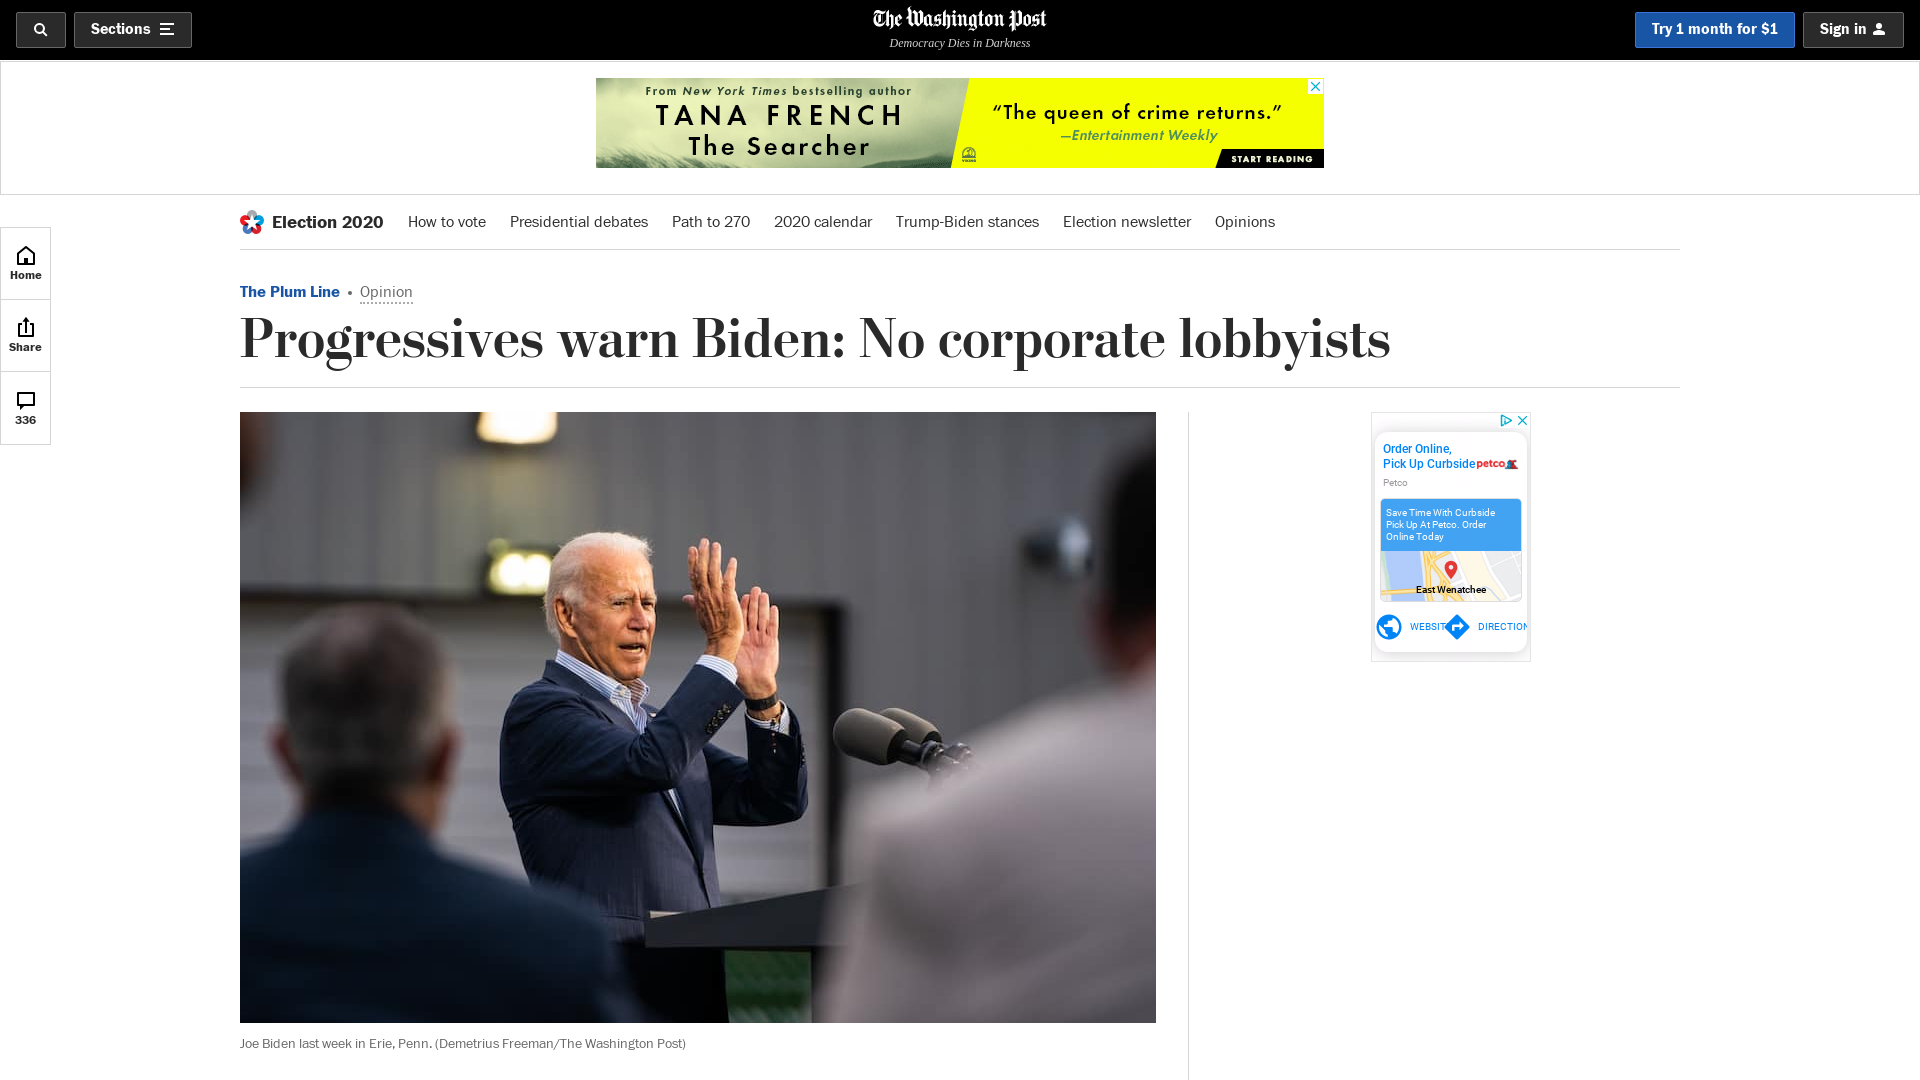 Sections
The Washington Post
Democracy Dies in Darkness
Try 1 month for $1
Sign in
From New York Times bestselling author
TANA FRENCH
The Searcher
“The queen of crime returns.”
—Entertainment Weekly
START READING
Election 2020
How to vote
Presidential debates
Path to 270
2020 calendar
Trump-Biden stances
Election newsletter
Opinions
Home
Share
336
The Plum Line • Opinion
Progressives warn Biden: No corporate lobbyists
Order Online,
Pick Up Curbside
petco
Petco
Save Time With Curbside
Pick Up At Petco. Order
Online Today
East Wenatchee
WEBSIT
DIRECTION
Joe Biden last week in Erie, Penn. (Demetrius Freeman/The Washington Post)